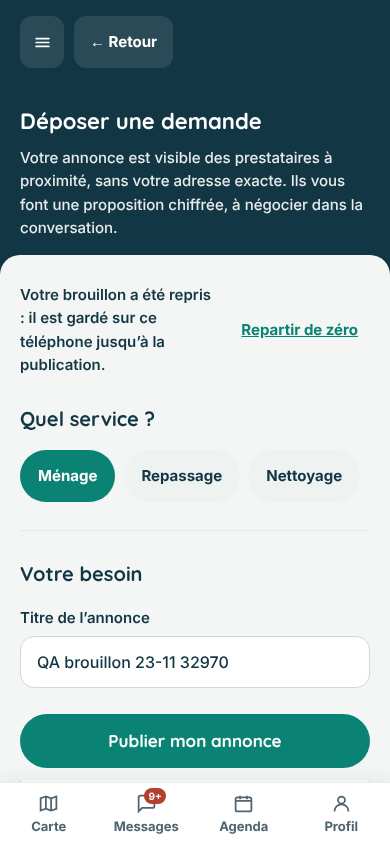 ← Retour
Déposer une demande
Votre annonce est visible des prestataires à
proximité, sans votre adresse exacte. Ils vous
font une proposition chiffrée, à négocier dans la
conversation.
Votre brouillon a été repris
: il est gardé sur ce
téléphone jusqu’à la
publication.
Repartir de zéro
Quel service ?
Ménage
Repassage
Nettoyage
Votre besoin
Titre de l’annonce
QA brouillon 23-11 32970
Publier mon annonce
9+
Carte
Messages
Agenda
Profil